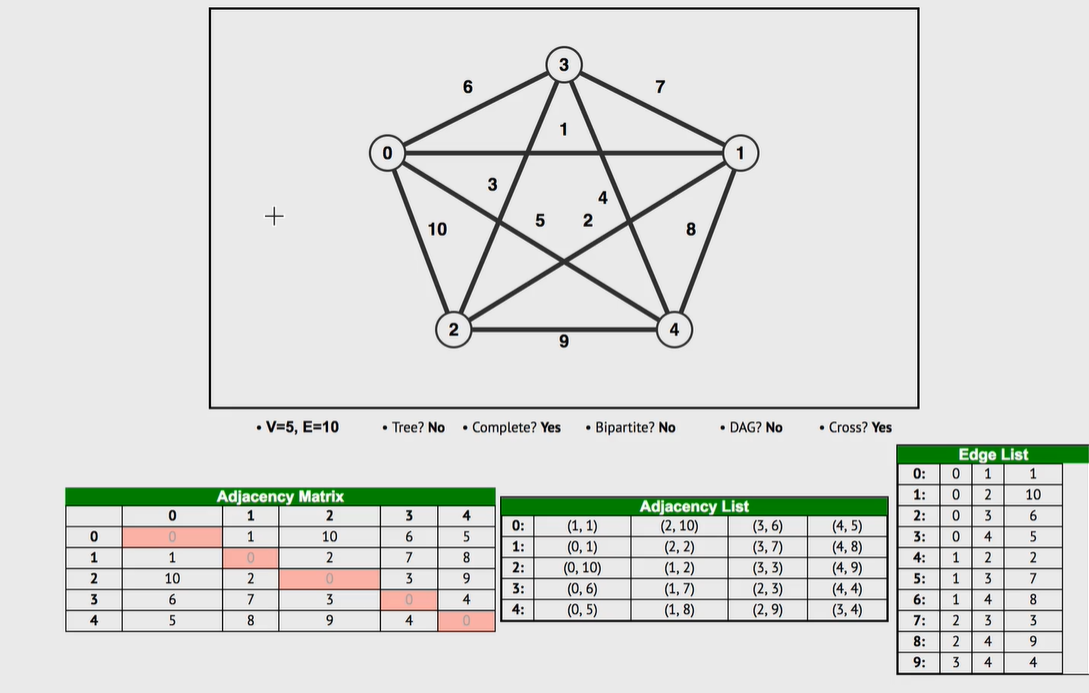 3
6
7
1
0
1
3
4
5
2
10
8
2
4
9
• V=5, E=10 • Tree? No • Complete? Yes • Bipartite? No • DAG? No • Cross? Yes
Adjacency Matrix
0 1 2 3 4
0 0 1 10 6 5
1 1 0 2 7 8
2 10 2 0 3 9
3 6 7 3 0 4
4 5 8 9 4 0
Adjacency List
0: (1, 1) (2, 10) (3, 6) (4, 5)
1: (0, 1) (2, 2) (3, 7) (4, 8)
2: (0, 10) (1, 2) (3, 3) (4, 9)
3: (0, 6) (1, 7) (2, 3) (4, 4)
4: (0, 5) (1, 8) (2, 9) (3, 4)
Edge List
0: 0 1 1
1: 0 2 10
2: 0 3 6
3: 0 4 5
4: 1 2 2
5: 1 3 7
6: 1 4 8
7: 2 3 3
8: 2 4 9
9: 3 4 4